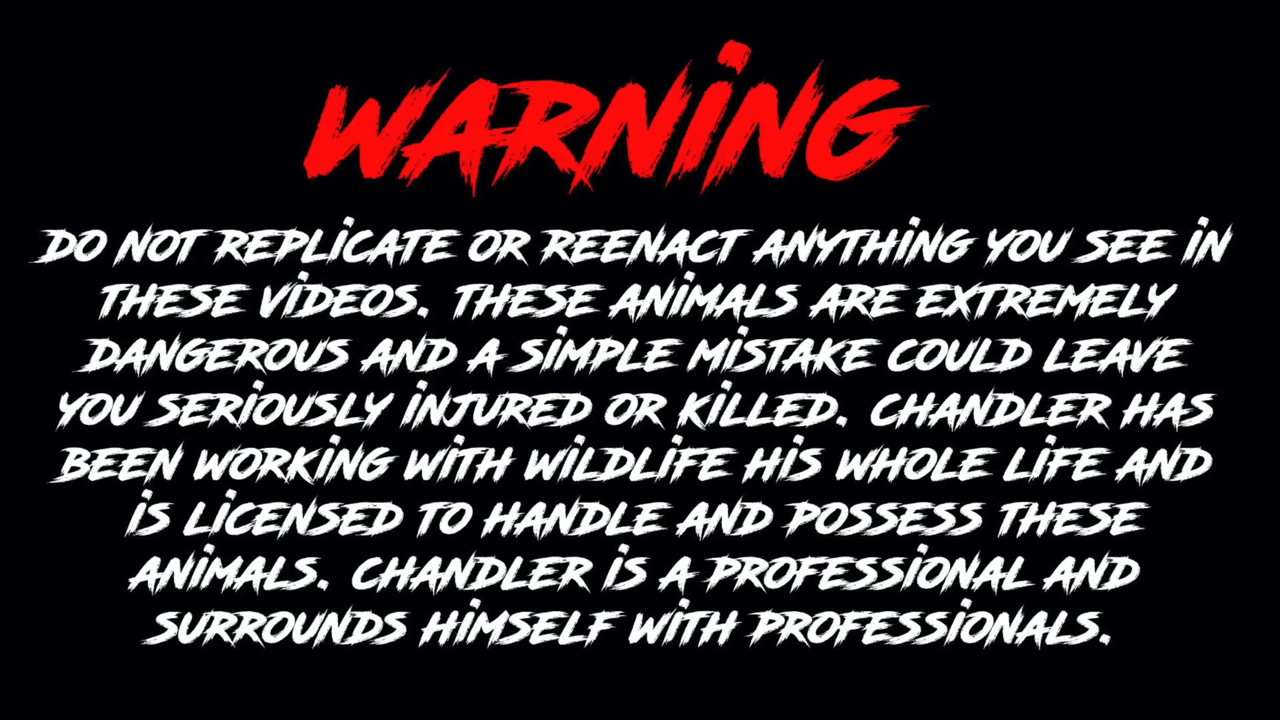 WARNING
DO NOT REPLICATE OR REENACT ANYTHING YOU SEE IN
THESE VIDEOS. THESE ANIMALS ARE EXTREMELY
DANGEROUS AND A SIMPLE MISTAKE COULD LEAVE
YOU SERIOUSLY INJURED OR KILLED. CHANDLER HAS
BEEN WORKING WITH WILDLIFE HIS WHOLE LIFE AND
IS LICENSED TO HANDLE AND POSSESS THESE
ANIMALS. CHANDLER IS A PROFESSIONAL AND
SURROUNDS HIMSELF WITH PROFESSIONALS.